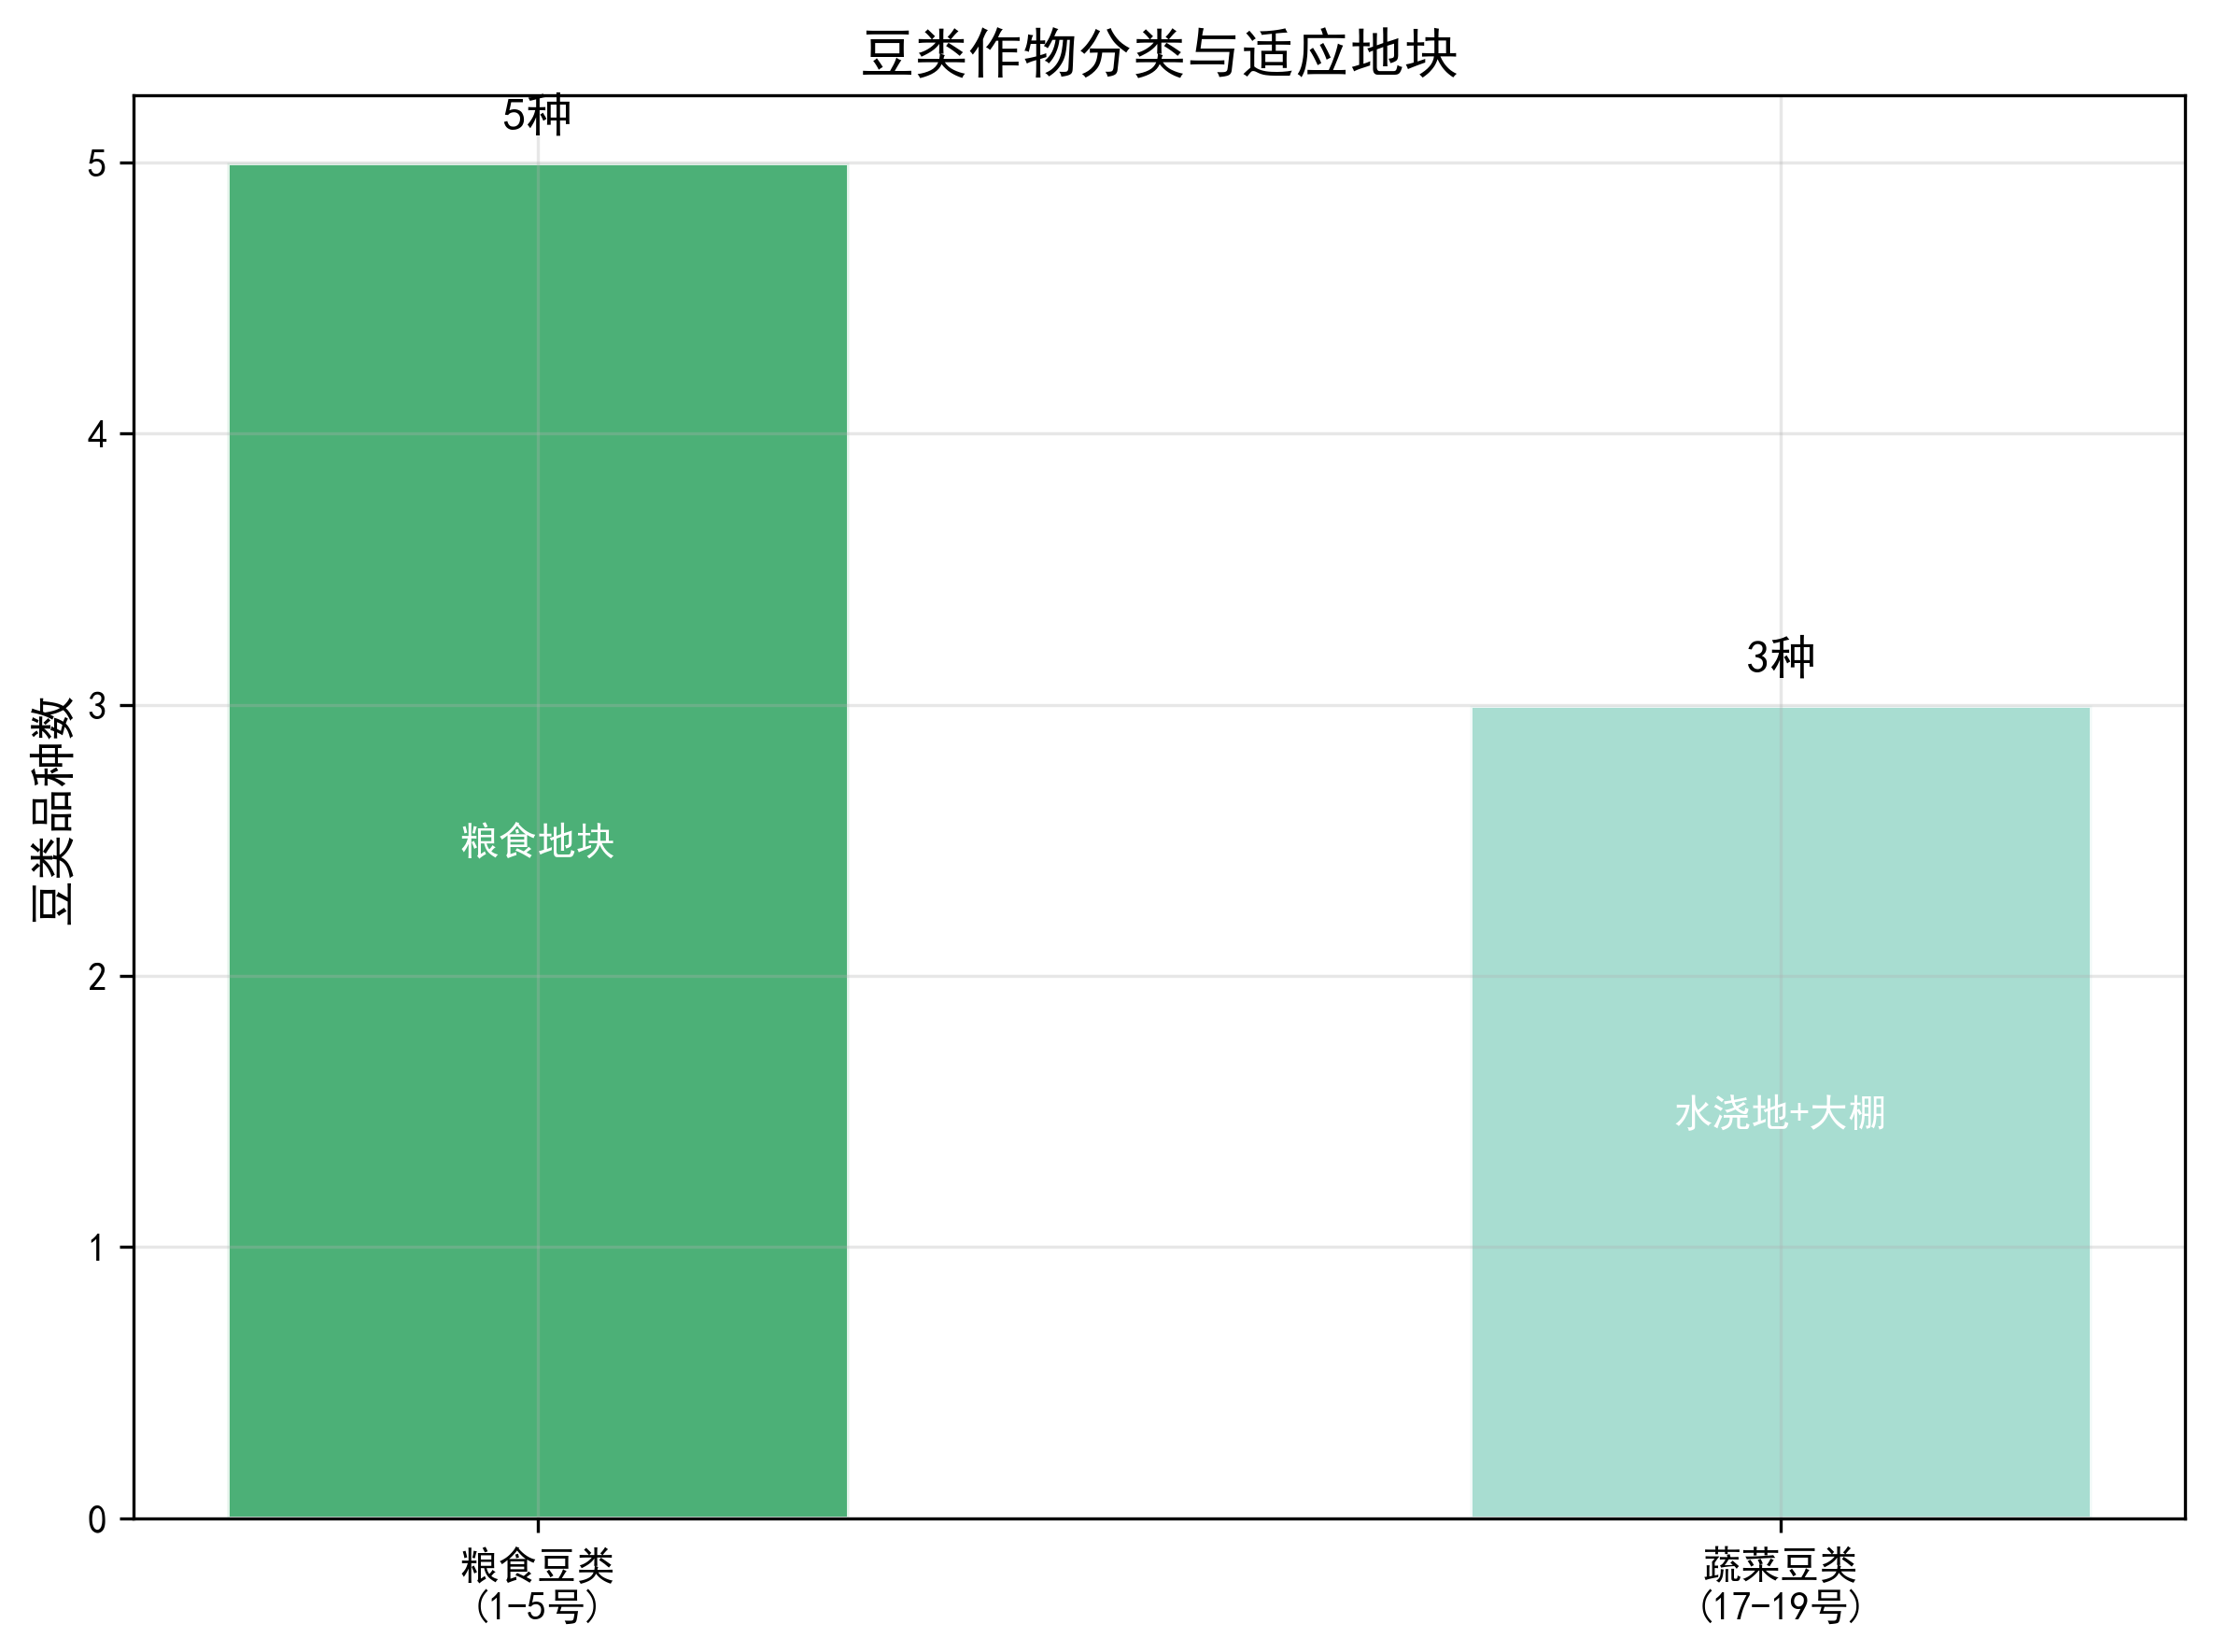 豆类作物分类与适应地块
豆类品种数
5种
5
4
3种
3
粮食地块
2
水浇地+大棚
1
0
粮食豆类
(1-5号)
蔬菜豆类
(17-19号)